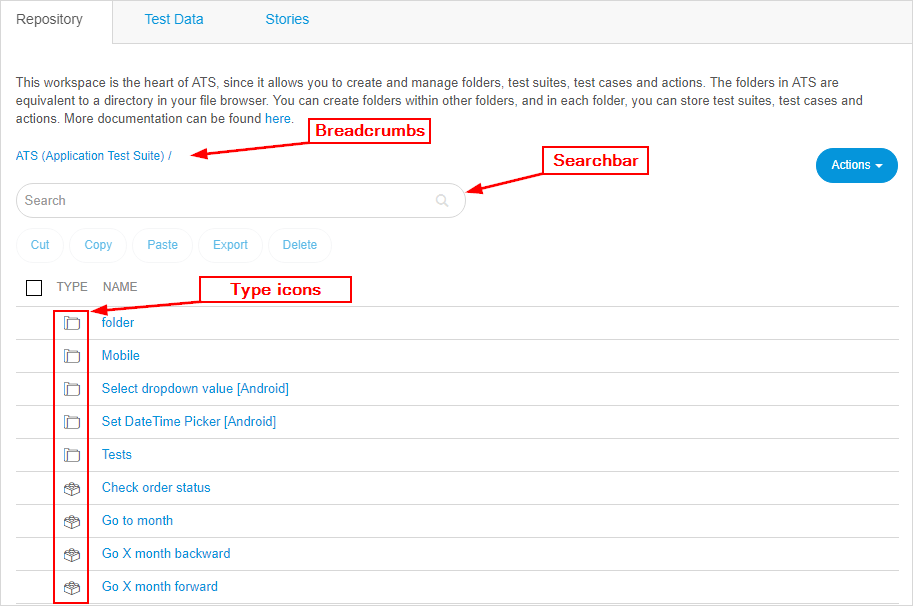 Repository Test Data Stories
This workspace is the heart of ATS, since it allows you to create and manage folders, test suites, test cases and actions. The folders in ATS are
equivalent to a directory in your file browser. You can create folders within other folders, and in each folder, you can store test suites, test cases and
actions. More documentation can be found here.
Breadcrumbs
ATS (Application Test Suite) /
Searchbar
Actions
Search
Cut Copy Paste Export Delete
TYPE NAME
Type icons
folder
Mobile
Select dropdown value [Android]
Set DateTime Picker [Android]
Tests
Check order status
Go to month
Go X month backward
Go X month forward